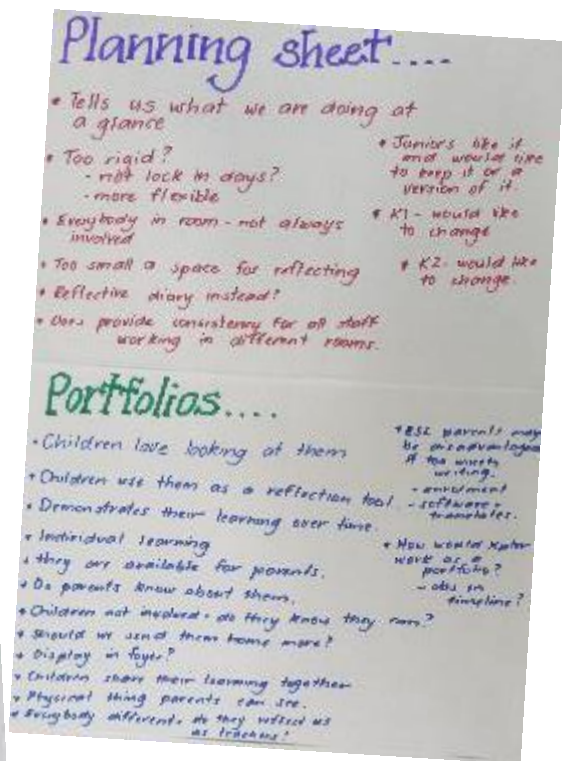 Planning sheet....
• Tells us what we are doing at
a glance
• Too rigid?
- not lock in days?
- more flexible
• Everybody in room - not always
involved
• Too small a space for reflecting
• Reflective diary instead?
• Does provide consistency for all staff
working in different rooms.
• Juniors like it
and would like
to keep it or a
version of it.
• K1 - would like
to change
• K2 - would like
to change.
Portfolios....
• Children love looking at them
• Children use them as a reflection tool.
• Demonstrates their learning over time.
• Individual learning
• they are available for parents.
• Do parents know about them.
• Children not involved - do they know they can?
• Should we send them home more?
• Display in foyer?
• Children share their learning together
• Physical thing parents can see.
• Everybody different - do they reflect us
as teachers?
• ESL parents may
be disadvantaged
if too much
writing.
- enrolment
- software -
translates.
• How would Xplor
work as a
portfolio?
- obs on
timeline?